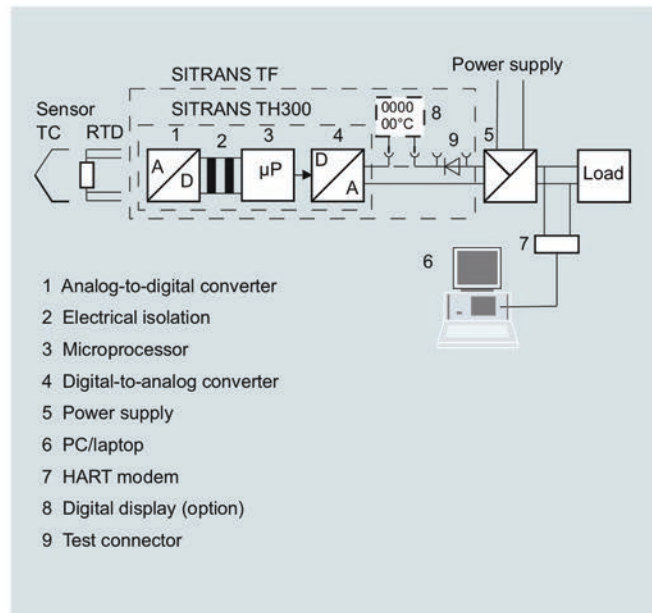 SITRANS TF
Power supply
Sensor
SITRANS TH300
TC
RTD
1
2
3
4
0000
00°C
8
9
5
A
D
µP
D
A
Load
7
6
1 Analog-to-digital converter
2 Electrical isolation
3 Microprocessor
4 Digital-to-analog converter
5 Power supply
6 PC/laptop
7 HART modem
8 Digital display (option)
9 Test connector